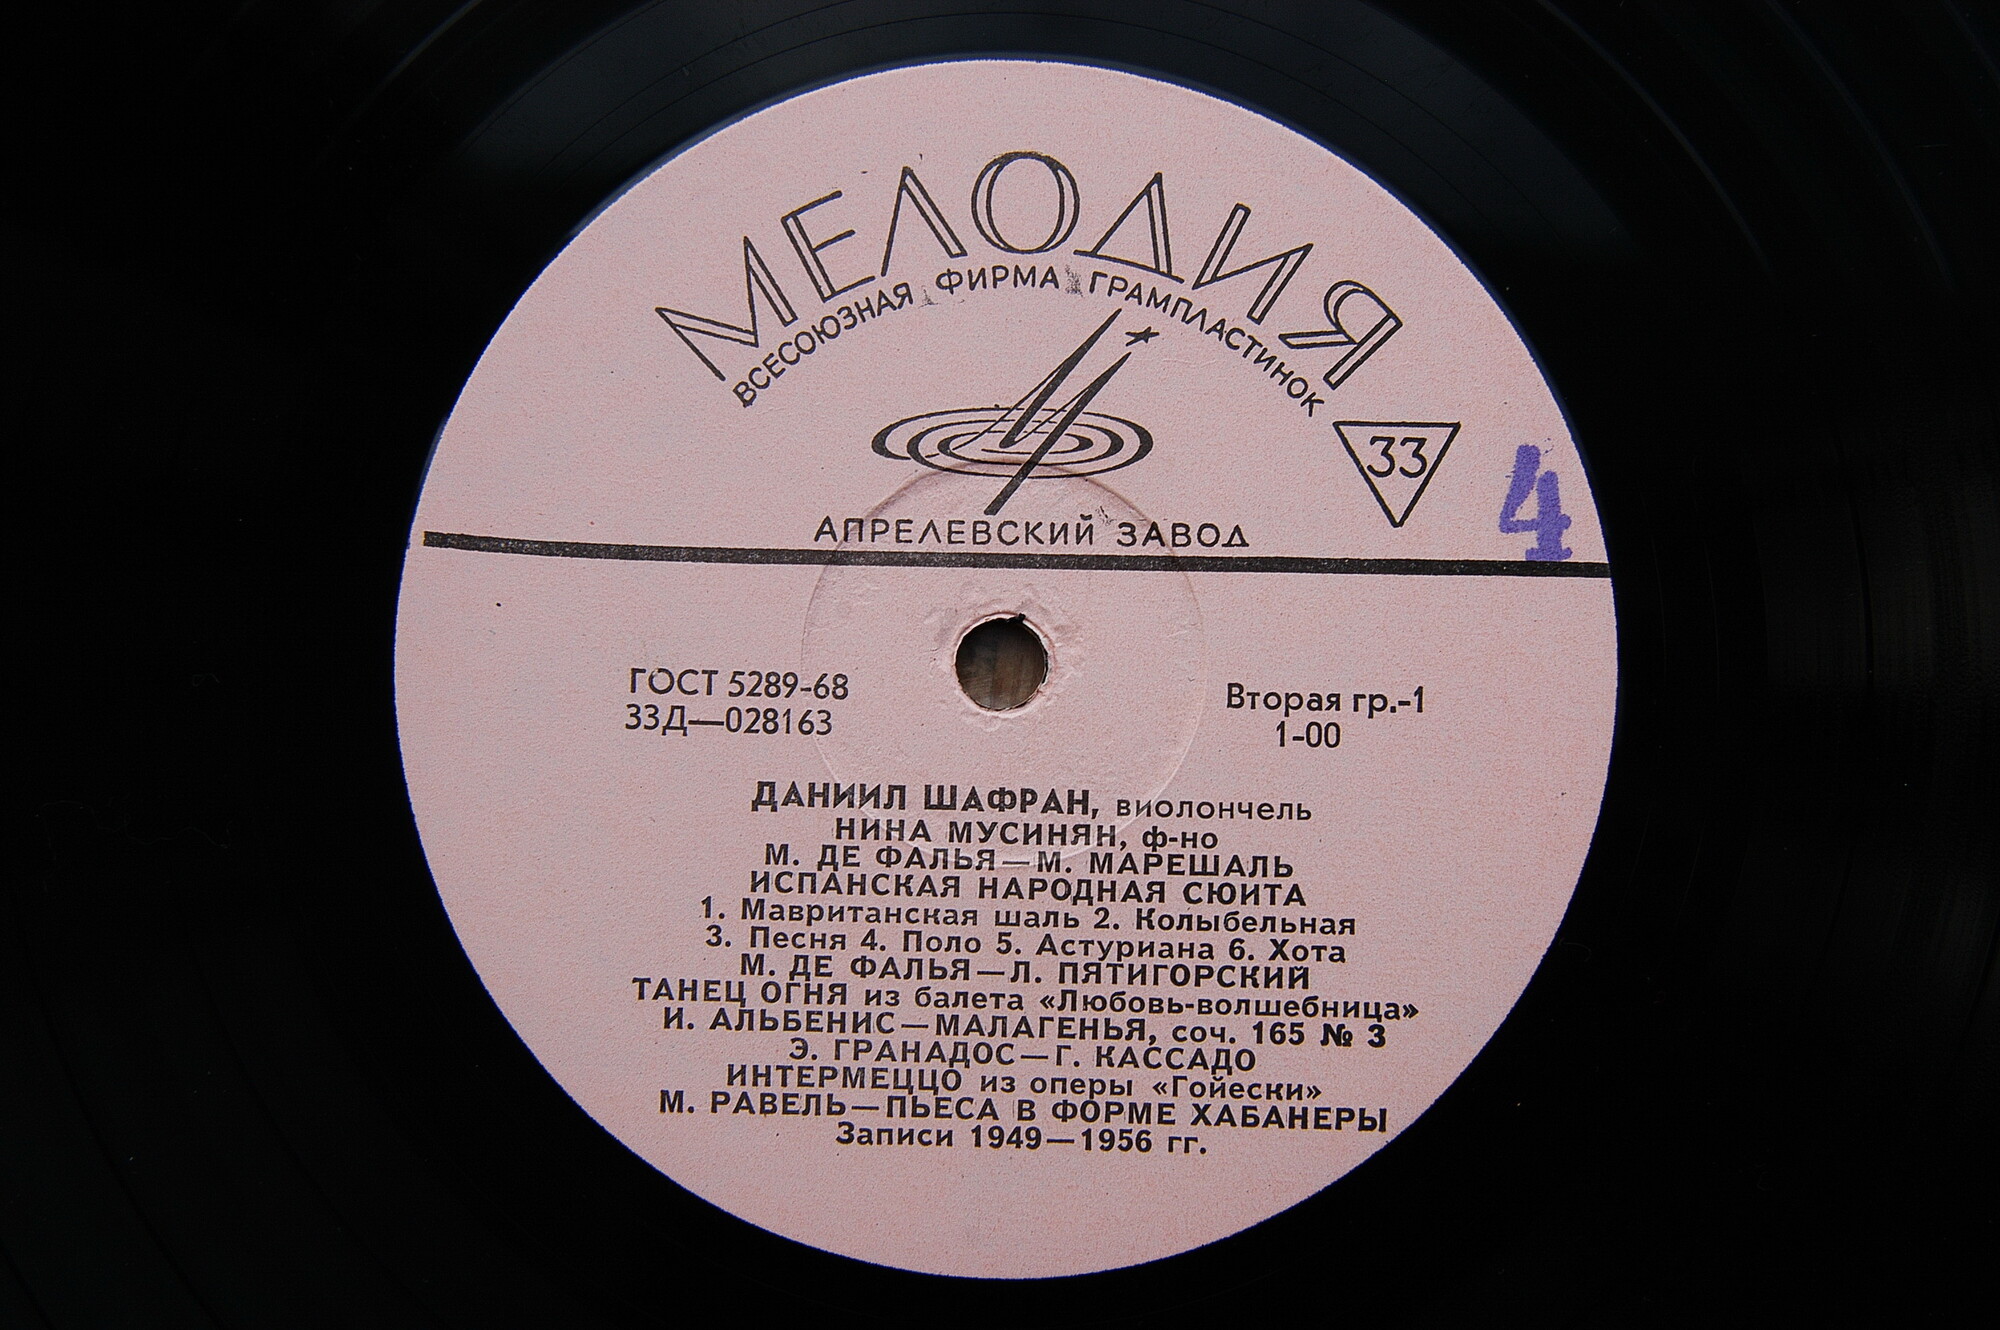 МЕЛОДИЯ
ВСЕСОЮЗНАЯ ФИРМА ГРАМПЛАСТИНОК
33
4
АПРЕЛЕВСКИЙ ЗАВОД
ГОСТ 5289-68
33Д—028163
Вторая гр.-1
1-00
ДАНИИЛ ШАФРАН, виолончель
НИНА МУСИНЯН, ф-но
М. ДЕ ФАЛЬЯ—М. МАРЕШАЛЬ
ИСПАНСКАЯ НАРОДНАЯ СЮИТА
1. Мавританская шаль 2. Колыбельная
3. Песня 4. Поло 5. Астуриана 6. Хота
М. ДЕ ФАЛЬЯ—Л. ПЯТИГОРСКИЙ
ТАНЕЦ ОГНЯ из балета «Любовь-волшебница»
И. АЛЬБЕНИС—МАЛАГЕНЬЯ, соч. 165 № 3
Э. ГРАНАДОС—Г. КАССАДО
ИНТЕРМЕЦЦО из оперы «Гойески»
М. РАВЕЛЬ—ПЬЕСА В ФОРМЕ ХАБАНЕРЫ
Записи 1949—1956 гг.